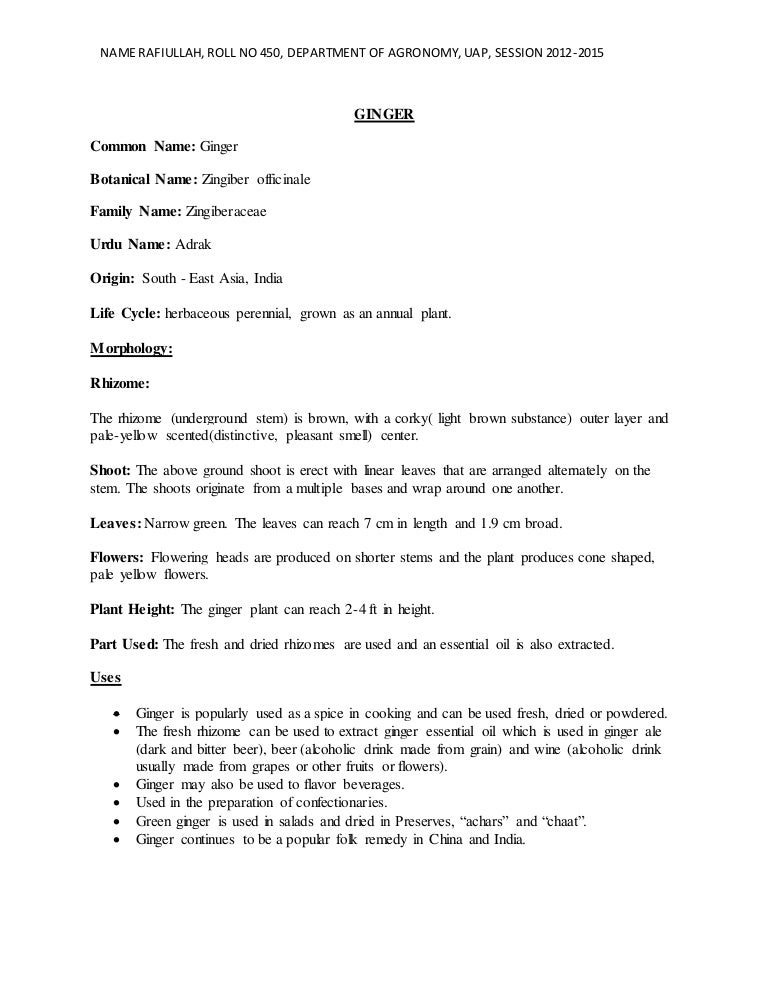 NAME RAFIULLAH, ROLL NO 450, DEPARTMENT OF AGRONOMY, UAP, SESSION 2012-2015
GINGER
Common Name: Ginger
Botanical Name: Zingiber officinale
Family Name: Zingiberaceae
Urdu Name: Adrak
Origin: South - East Asia, India
Life Cycle: herbaceous perennial, grown as an annual plant.
Morphology:
Rhizome:
The rhizome (underground stem) is brown, with a corky( light brown substance) outer layer and
pale-yellow scented(distinctive, pleasant smell) center.
Shoot: The above ground shoot is erect with linear leaves that are arranged alternately on the
stem. The shoots originate from a multiple bases and wrap around one another.
Leaves: Narrow green. The leaves can reach 7 cm in length and 1.9 cm broad.
Flowers: Flowering heads are produced on shorter stems and the plant produces cone shaped,
pale yellow flowers.
Plant Height: The ginger plant can reach 2-4 ft in height.
Part Used: The fresh and dried rhizomes are used and an essential oil is also extracted.
Uses
• Ginger is popularly used as a spice in cooking and can be used fresh, dried or powdered.
• The fresh rhizome can be used to extract ginger essential oil which is used in ginger ale
(dark and bitter beer), beer (alcoholic drink made from grain) and wine (alcoholic drink
usually made from grapes or other fruits or flowers).
• Ginger may also be used to flavor beverages.
• Used in the preparation of confectionaries.
• Green ginger is used in salads and dried in Preserves, “achars” and “chaat”.
• Ginger continues to be a popular folk remedy in China and India.